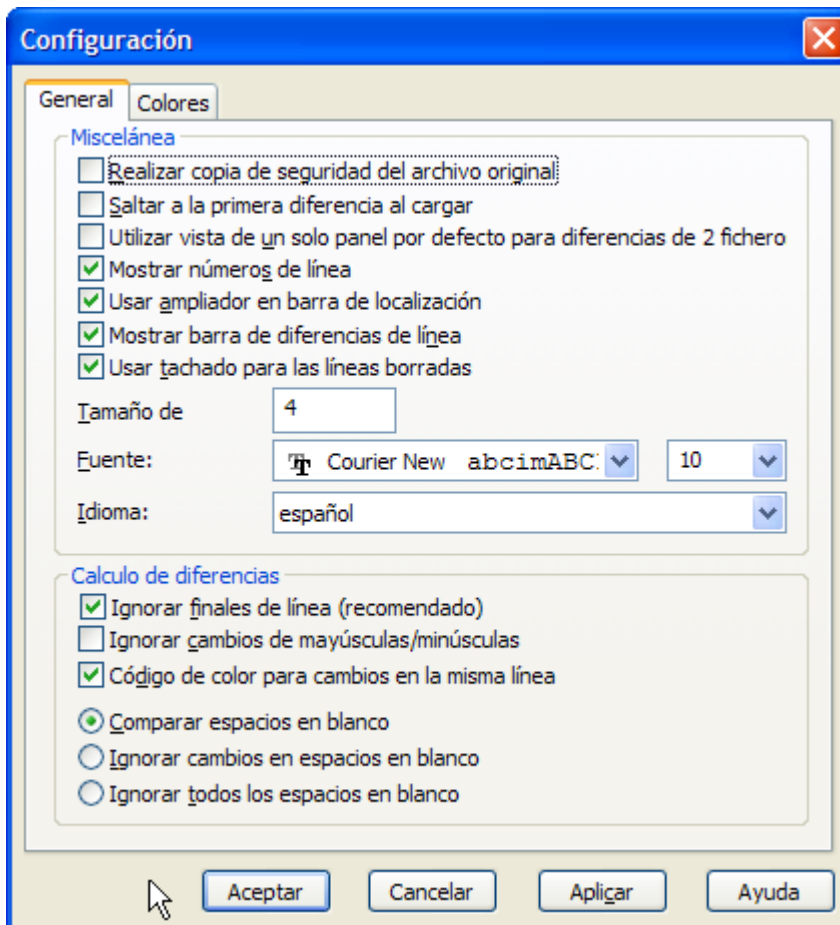 Configuración
General Colores
Miscelánea
Realizar copia de seguridad del archivo original
Saltar a la primera diferencia al cargar
Utilizar vista de un solo panel por defecto para diferencias de 2 fichero
Mostrar números de línea
Usar ampliador en barra de localización
Mostrar barra de diferencias de línea
Usar tachado para las líneas borradas
Tamaño de 4
Fuente: Courier New abcimABC 10
Idioma: español
Calculo de diferencias
Ignorar finales de línea (recomendado)
Ignorar cambios de mayúsculas/minúsculas
Código de color para cambios en la misma línea
Comparar espacios en blanco
Ignorar cambios en espacios en blanco
Ignorar todos los espacios en blanco
Aceptar Cancelar Aplicar Ayuda